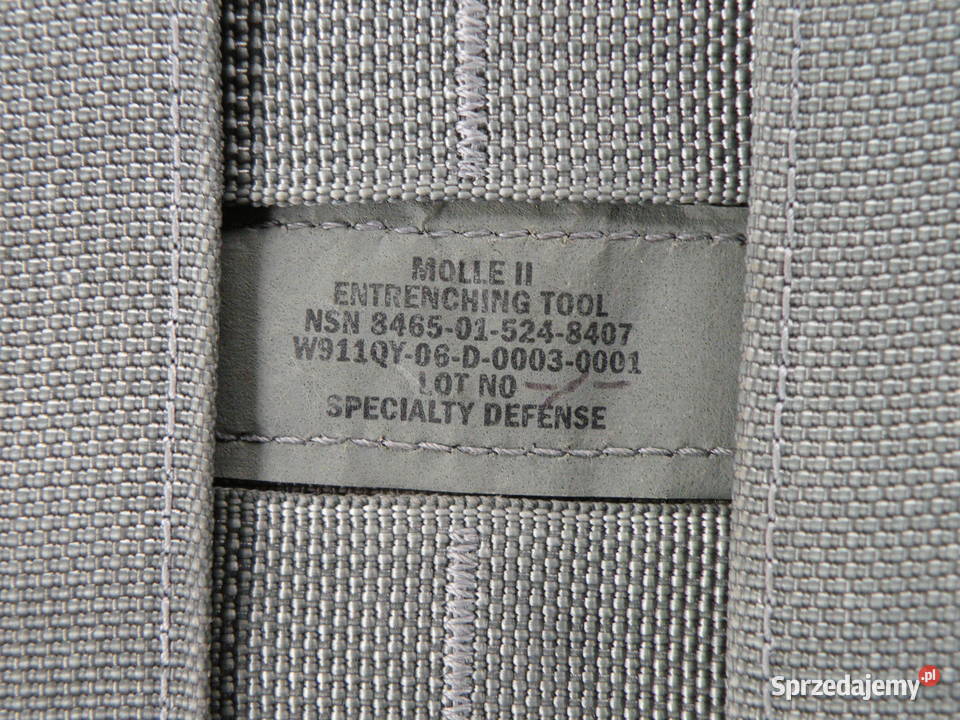 MOLLE II
ENTRENCHING TOOL
NSN 8465-01-524-8407
W911QY-06-D-0003-0001
LOT NO
SPECIALTY DEFENSE
Sprzedajemy.pl